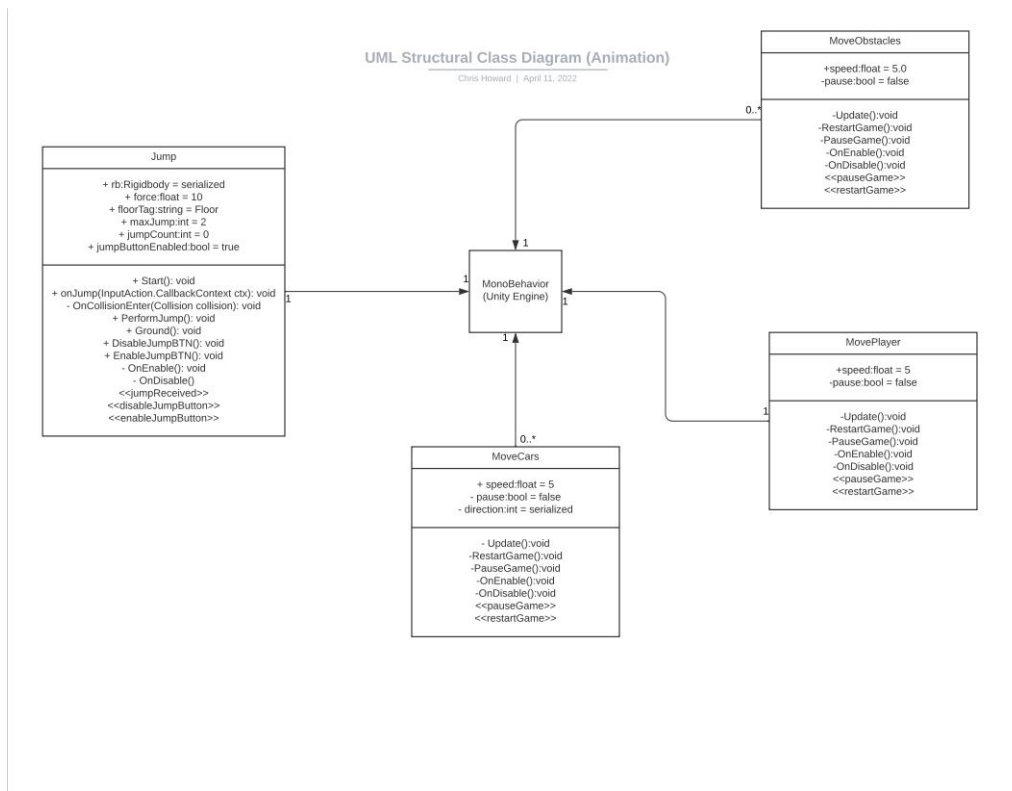 UML Structural Class Diagram (Animation)
Chris Howard | April 11, 2022
MoveObstacles
+speed:float = 5.0
-pause:bool = false
-Update():void
-RestartGame():void
-PauseGame():void
-OnEnable():void
-OnDisable():void
<<pauseGame>>
<<restartGame>>
0..*
1
Jump
+ rb:Rigidbody = serialized
+ force:float = 10
+ floorTag:string = Floor
+ maxJump:int = 2
+ jumpCount:int = 0
+ jumpButtonEnabled:bool = true
+ Start(): void
+ onJump(InputAction.CallbackContext ctx): void
- OnCollisionEnter(Collision collision): void
+ PerformJump(): void
+ Ground(): void
+ DisableJumpBTN(): void
+ EnableJumpBTN(): void
- OnEnable(): void
- OnDisable()
<<jumpReceived>>
<<disableJumpButton>>
<<enableJumpButton>>
1
1
MonoBehavior
(Unity Engine)
1
1
MovePlayer
+speed:float = 5
-pause:bool = false
-Update():void
-RestartGame():void
-PauseGame():void
-OnEnable():void
-OnDisable():void
<<pauseGame>>
<<restartGame>>
1
0..*
MoveCars
+ speed:float = 5
- pause:bool = false
- direction:int = serialized
- Update():void
-RestartGame():void
-PauseGame():void
-OnEnable():void
-OnDisable():void
<<pauseGame>>
<<restartGame>>